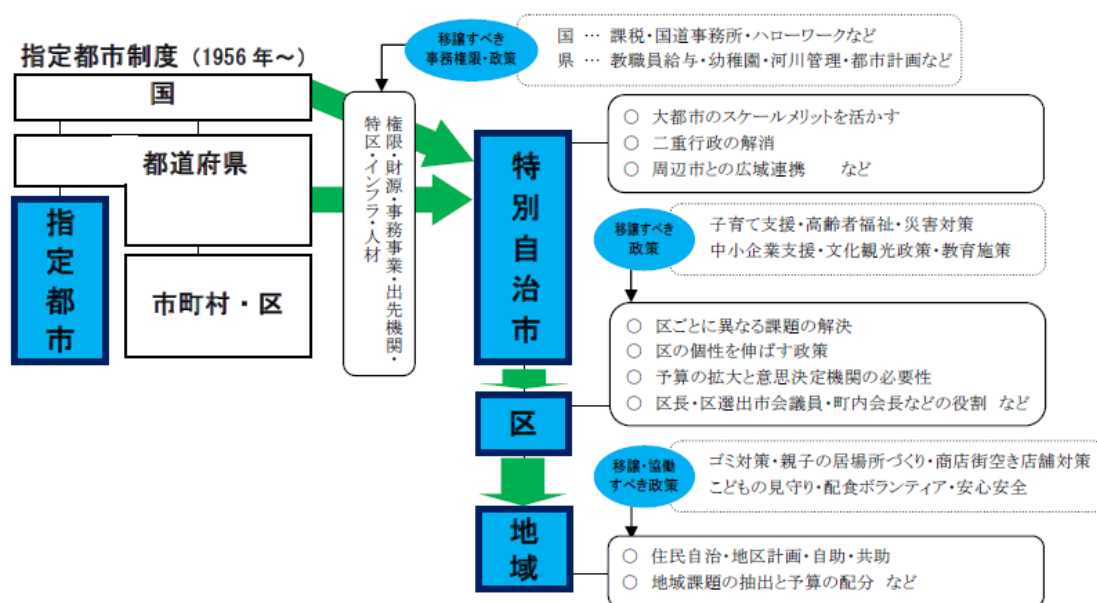 指定都市制度（1956年～）
国
都道府県
指定都市
市町村・区
移譲すべき
事務権限・政策
国 … 課税・国道事務所・ハローワークなど
県 … 教職員給与・幼稚園・河川管理・都市計画など
権限・財源・事務事業・出先機関・
特区・インフラ・人材
特別自治市
○ 大都市のスケールメリットを活かす
○ 二重行政の解消
○ 周辺市との広域連携　など
移譲すべき
政策
子育て支援・高齢者福祉・災害対策
中小企業支援・文化観光政策・教育施策
○ 区ごとに異なる課題の解決
○ 区の個性を伸ばす政策
○ 予算の拡大と意思決定機関の必要性
○ 区長・区選出市会議員・町内会長などの役割 など
区
移譲・協働
すべき政策
ゴミ対策・親子の居場所づくり・商店街空き店舗対策
こどもの見守り・配食ボランティア・安心安全
地域
○ 住民自治・地区計画・自助・共助
○ 地域課題の抽出と予算の配分 など